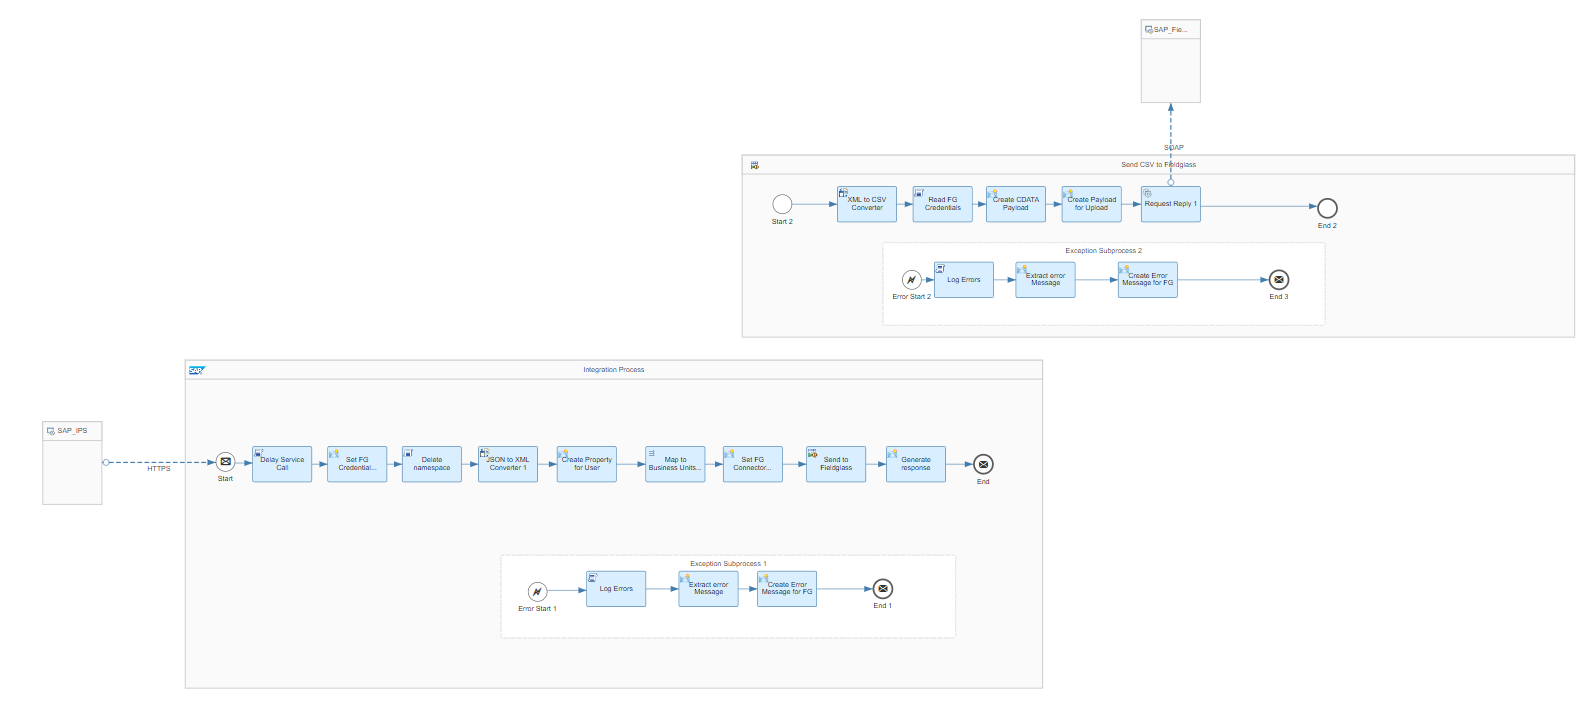 SAP_Fie...
SOAP
Send CSV to Fieldglass
Start 2
XML to CSV
Converter
Read FG
Credentials
Create CDATA
Payload
Create Payload
for Upload
Request Reply 1
End 2
Exception Subprocess 2
Error Start 2
Log Errors
Extract error
Message
Create Error
Message for FG
End 3
SAP
Integration Process
SAP_IPS
HTTPS
Start
Delay Service
Call
Set FG
Credential...
Delete
namespace
JSON to XML
Converter 1
Create Property
for User
Map to
Business Units...
Set FG
Connector...
Send to
Fieldglass
Generate
response
End
Exception Subprocess 1
Error Start 1
Log Errors
Extract error
Message
Create Error
Message for FG
End 1